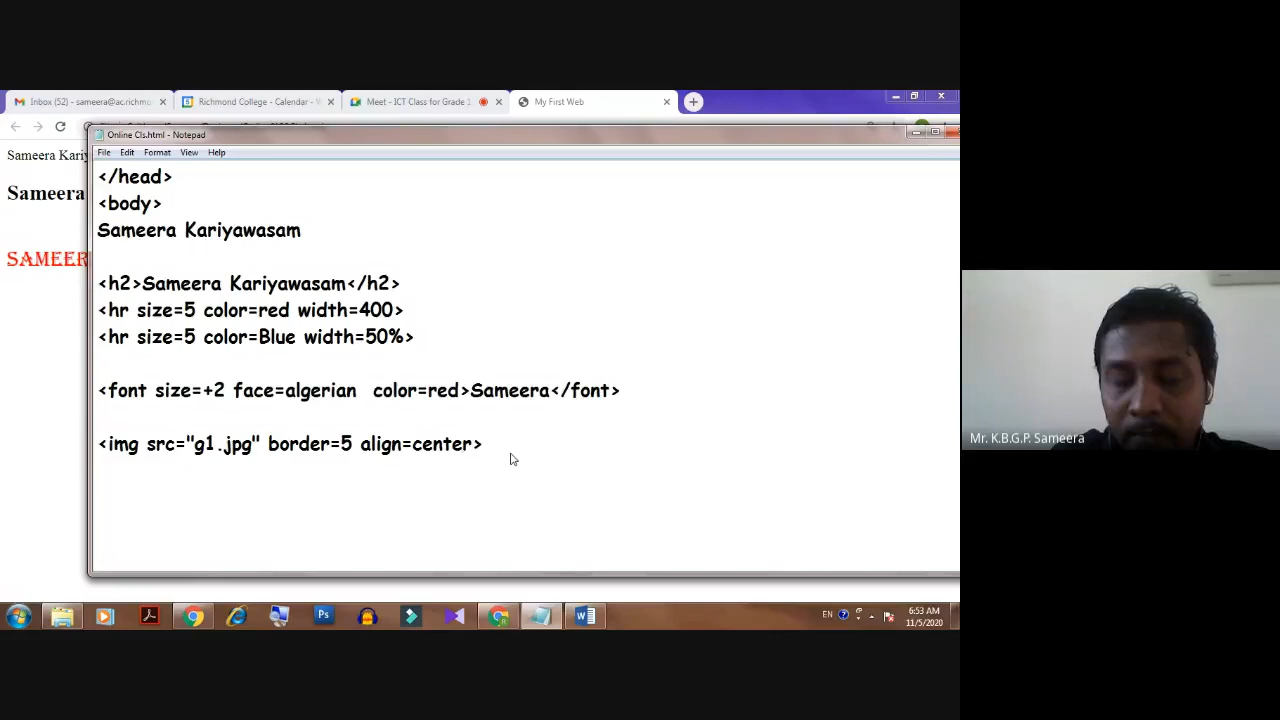 Inbox (52) - sameera@ac.richmo
Richmond College - Calendar - W
Meet - ICT Class for Grade 1
My First Web
Online Cls.html - Notepad
File Edit Format View Help
Sameera Kariy
Sameera
SAMEER
</head>
<body>
Sameera Kariyawasam
<h2>Sameera Kariyawasam</h2>
<hr size=5 color=red width=400>
<hr size=5 color=Blue width=50%>
<font size=+2 face=algerian  color=red>Sameera</font>
<img src="g1.jpg" border=5 align=center>
Mr. K.B.G.P. Sameera
Ps
W
EN
6:53 AM
11/5/2020